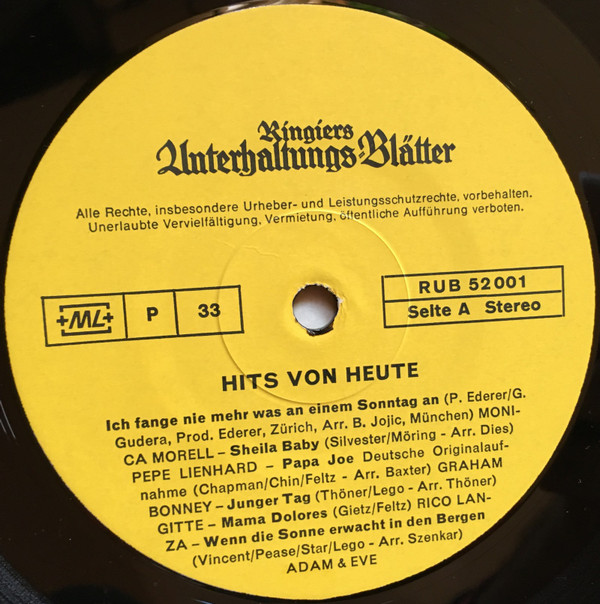 Ringiers
Unterhaltungs-Blätter
Alle Rechte, insbesondere Urheber- und Leistungsschutzrechte, vorbehalten.
Unerlaubte Vervielfältigung, Vermietung, öffentliche Aufführung verboten.
+ML+ P 33
RUB 52001
Seite A Stereo
HITS VON HEUTE
Ich fange nie mehr was an einem Sonntag an (P. Ederer/G.
Gudera, Prod. Ederer, Zürich, Arr. B. Jojic, München) MONI-
CA MORELL – Sheila Baby (Silvester/Möring - Arr. Dies)
PEPE LIENHARD – Papa Joe Deutsche Originalauf-
nahme (Chapman/Chin/Feltz - Arr. Baxter) GRAHAM
BONNEY – Junger Tag (Thöner/Lego - Arr. Thöner)
GITTE – Mama Dolores (Gietz/Feltz) RICO LAN-
ZA – Wenn die Sonne erwacht in den Bergen
(Vincent/Pease/Star/Lego - Arr. Szenkar)
ADAM & EVE